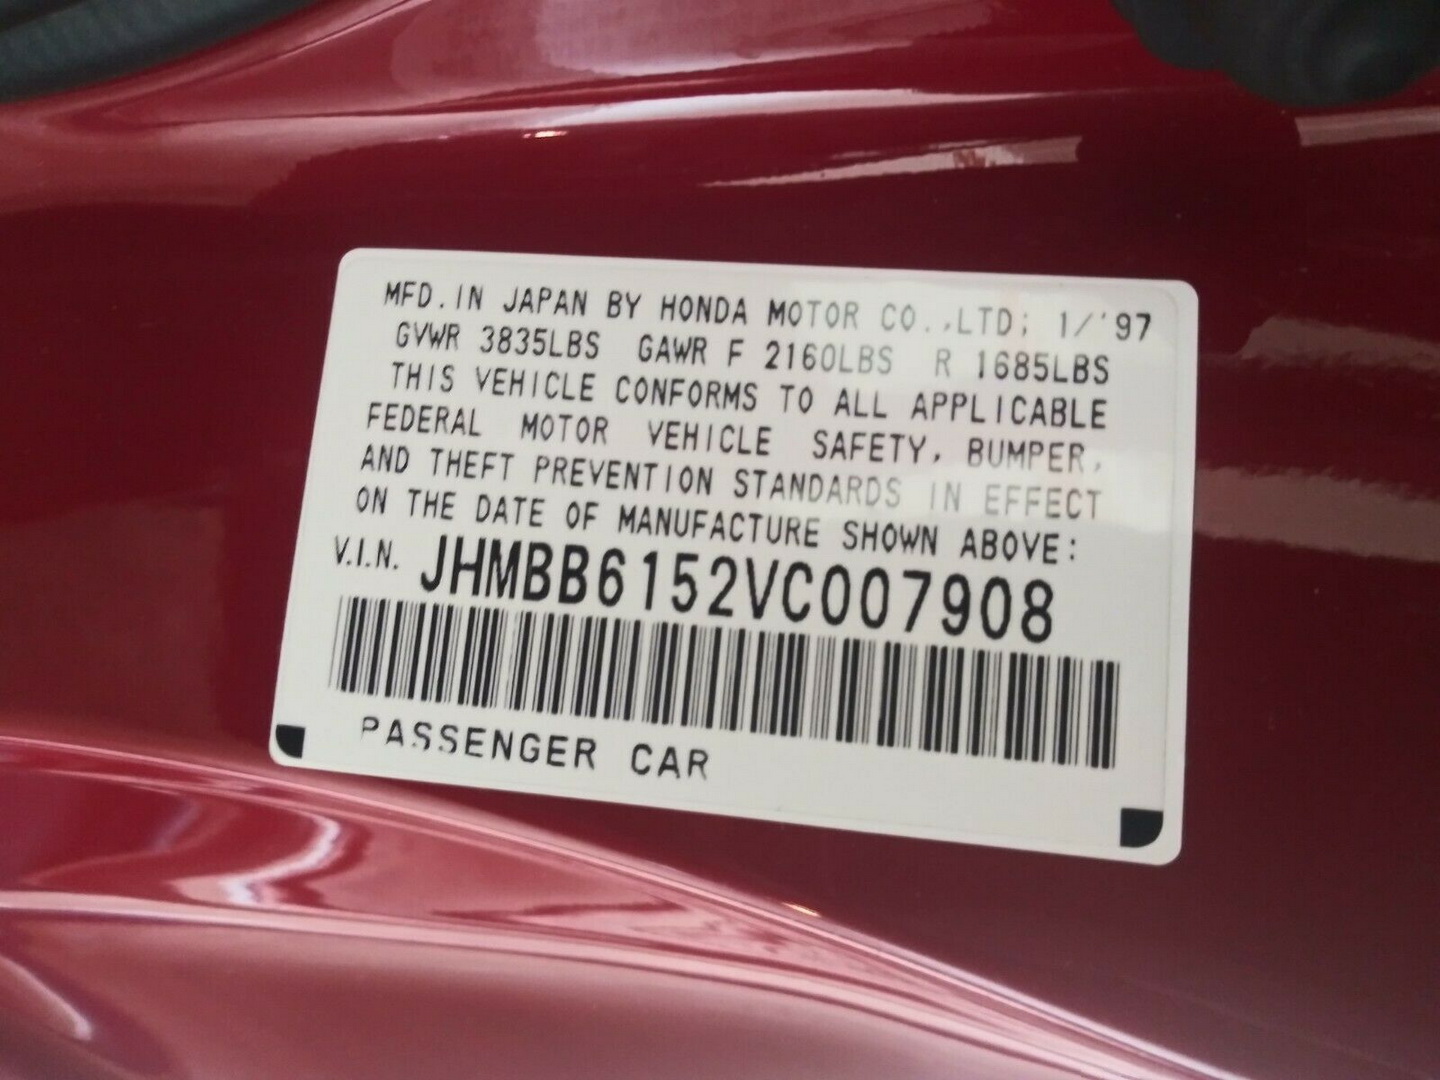 MFD. IN JAPAN BY HONDA MOTOR CO.,LTD; 1/'97
GVWR 3835LBS GAWR F 2160LBS R 1685LBS
THIS VEHICLE CONFORMS TO ALL APPLICABLE
FEDERAL MOTOR VEHICLE SAFETY, BUMPER,
AND THEFT PREVENTION STANDARDS IN EFFECT
ON THE DATE OF MANUFACTURE SHOWN ABOVE:
V.I.N. JHMBB6152VC007908
PASSENGER CAR